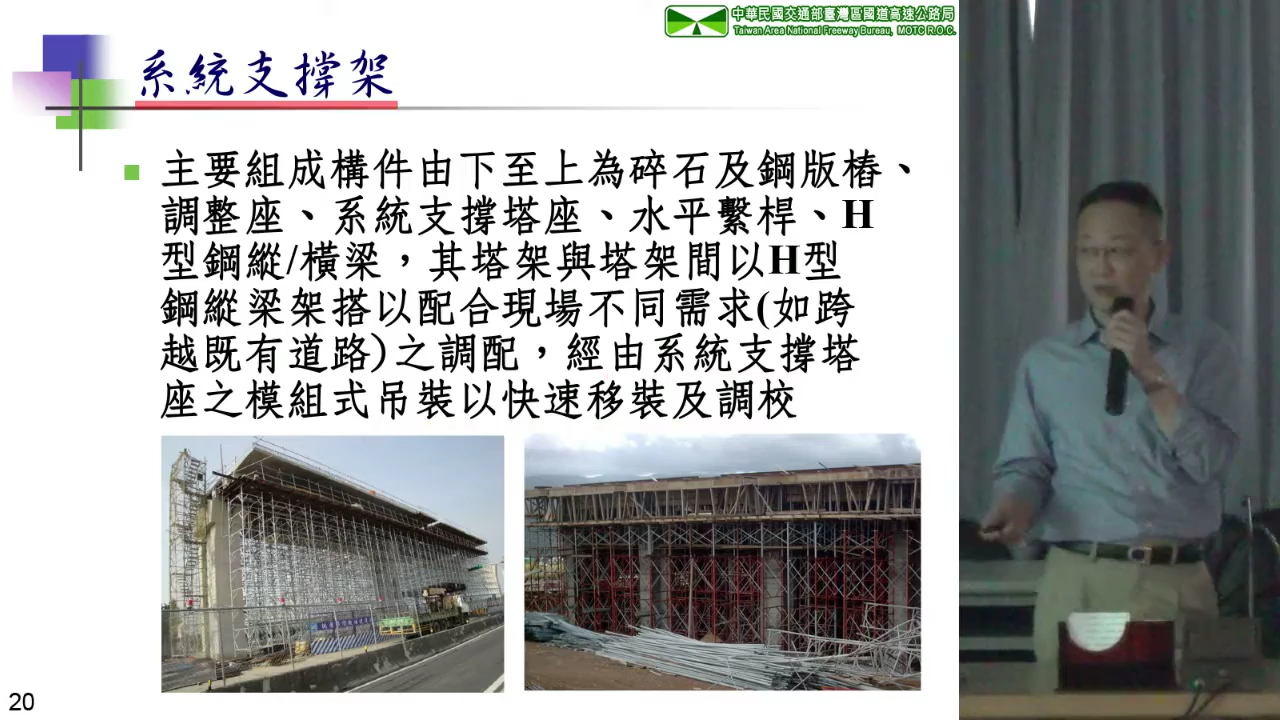 中華民國交通部臺灣區國道高速公路局
Taiwan Area National Freeway Bureau, MOTC R.O.C.
系統支撐架
主要組成構件由下至上為碎石及鋼版樁、
調整座、系統支撐塔座、水平繫桿、H
型鋼縱/橫梁，其塔架與塔架間以H型
鋼縱梁架搭以配合現場不同需求(如跨
越既有道路)之調配，經由系統支撐塔
座之模組式吊裝以快速移裝及調校
20